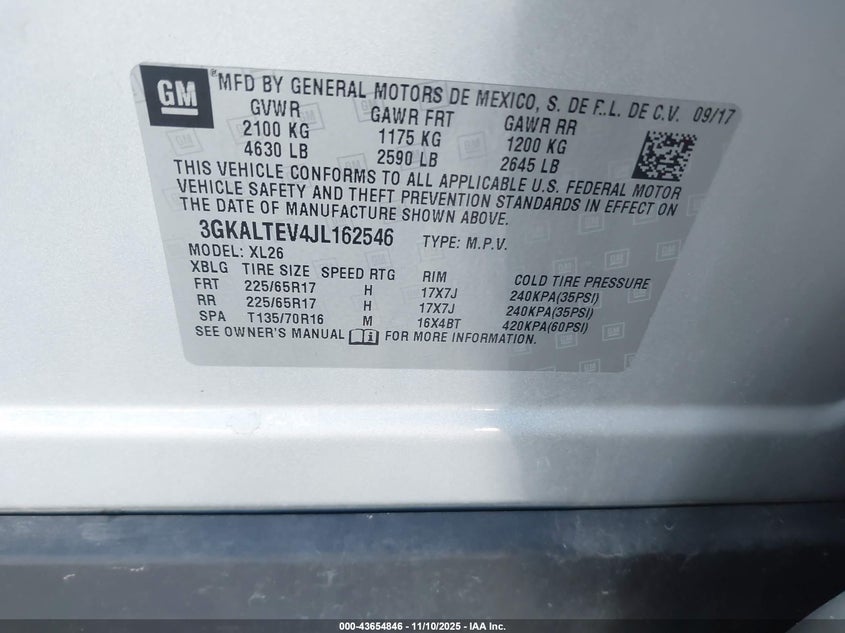 GM
®MFD BY GENERAL MOTORS DE MEXICO, S. DE F.L. DE C.V. 09/17
GVWR GAWR FRT GAWR RR
2100 KG 1175 KG 1200 KG
4630 LB 2590 LB 2645 LB
THIS VEHICLE CONFORMS TO ALL APPLICABLE U.S. FEDERAL MOTOR
VEHICLE SAFETY AND THEFT PREVENTION STANDARDS IN EFFECT ON
THE DATE OF MANUFACTURE SHOWN ABOVE.
3GKALTEV4JL162546 TYPE: M.P.V.
MODEL: XL26
XBLG TIRE SIZE SPEED RTG RIM COLD TIRE PRESSURE
FRT 225/65R17 H 17X7J 240KPA(35PSI)
RR 225/65R17 H 17X7J 240KPA(35PSI)
SPA T135/70R16 M 16X4BT 420KPA(60PSI)
SEE OWNER'S MANUAL FOR MORE INFORMATION.
000-43654846 - 11/10/2025 - IAA Inc.